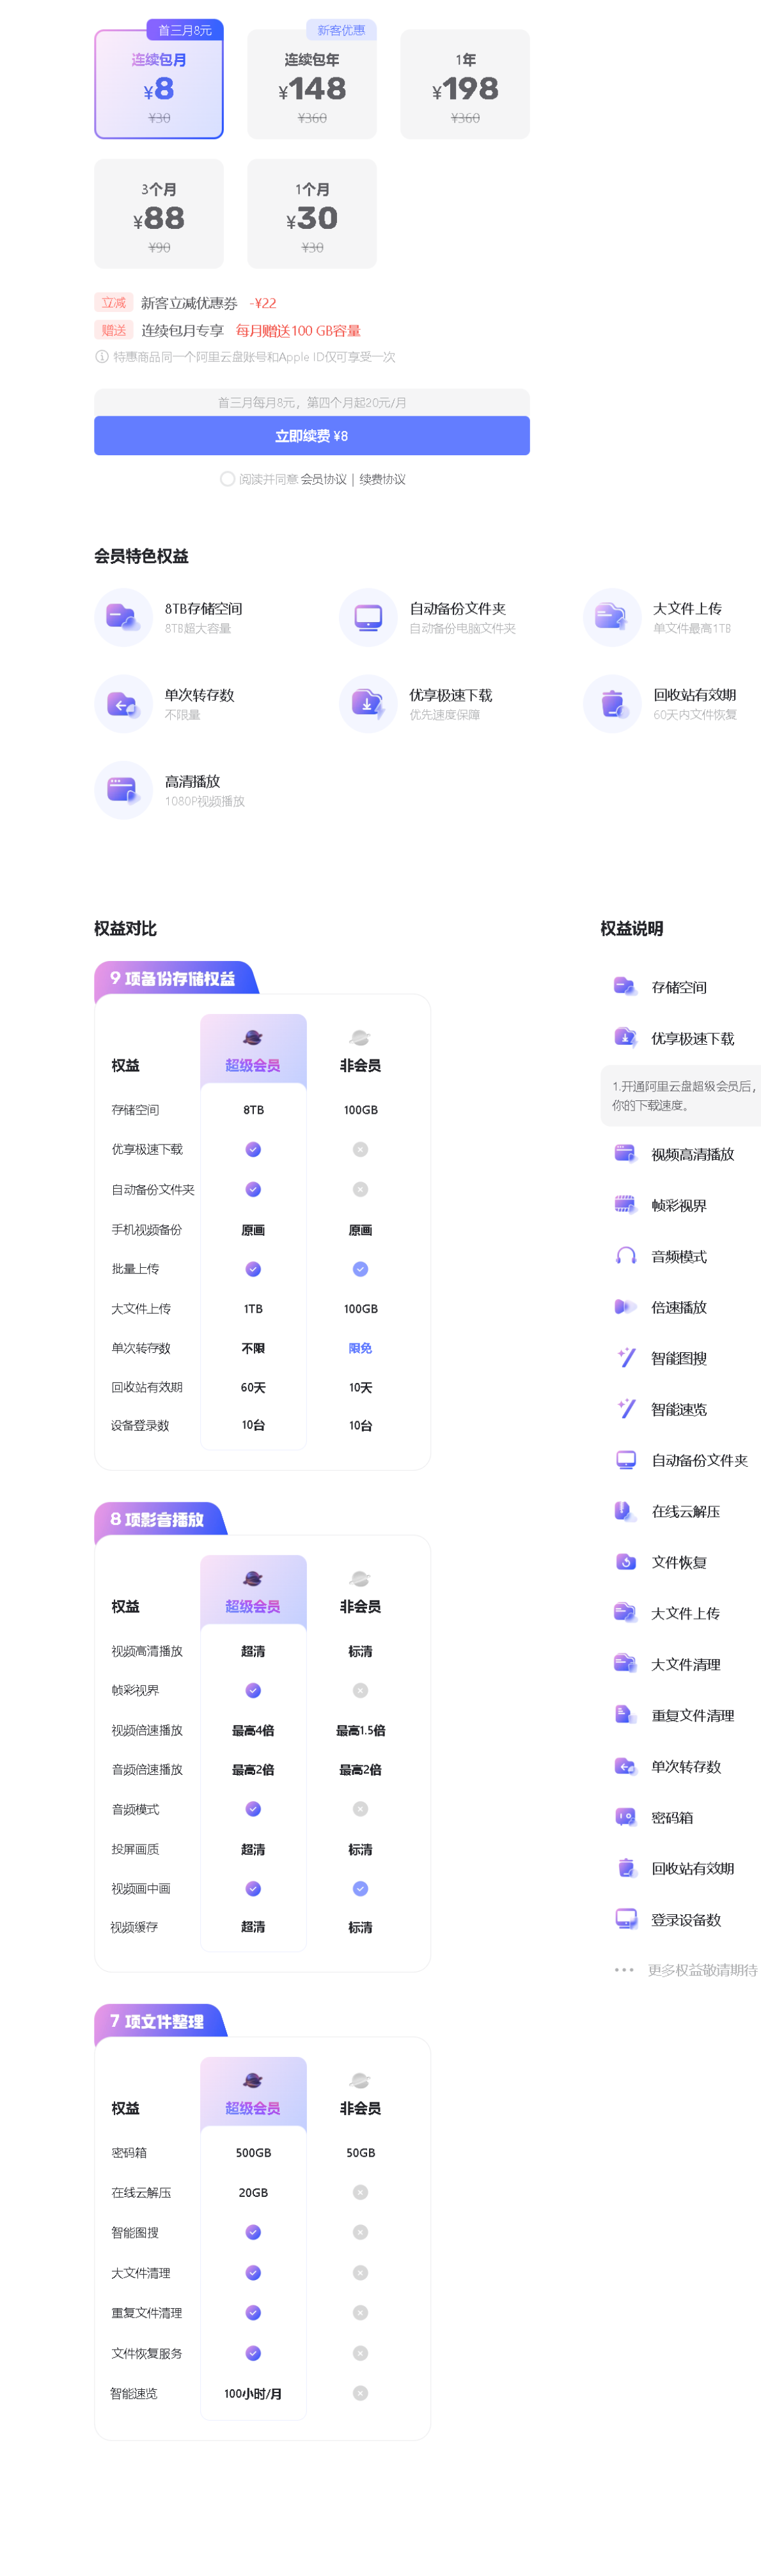 首三月8元
连续包月
¥8
¥30
新客优惠
连续包年
¥148
¥360
1年
¥198
¥360
3个月
¥88
¥90
1个月
¥30
¥30
立减 新客立减优惠券 -¥22
赠送 连续包月专享 每月赠送100 GB容量
特惠商品同一个阿里云盘账号和Apple ID仅可享受一次
首三月每月8元，第四个月起20元/月
立即续费 ¥8
阅读并同意 会员协议 | 续费协议
会员特色权益
8TB存储空间
8TB超大容量
自动备份文件夹
自动备份电脑文件夹
大文件上传
单文件最高1TB
单次转存数
不限量
优享极速下载
优先速度保障
回收站有效期
60天内文件恢复
高清播放
1080P视频播放
权益对比
9 项备份存储权益
权益 超级会员 非会员
存储空间 8TB 100GB
优享极速下载
自动备份文件夹
手机视频备份 原画 原画
批量上传
大文件上传 1TB 100GB
单次转存数 不限 限免
回收站有效期 60天 10天
设备登录数 10台 10台
8 项影音播放
权益 超级会员 非会员
视频高清播放 超清 标清
帧彩视界
视频倍速播放 最高4倍 最高1.5倍
音频倍速播放 最高2倍 最高2倍
音频模式
投屏画质 超清 标清
视频画中画
视频缓存 超清 标清
7 项文件整理
权益 超级会员 非会员
密码箱 500GB 50GB
在线云解压 20GB
智能图搜
大文件清理
重复文件清理
文件恢复服务
智能速览 100小时/月
权益说明
存储空间
优享极速下载
1.开通阿里云盘超级会员后，
你的下载速度。
视频高清播放
帧彩视界
音频模式
倍速播放
智能图搜
智能速览
自动备份文件夹
在线云解压
文件恢复
大文件上传
大文件清理
重复文件清理
单次转存数
密码箱
回收站有效期
登录设备数
更多权益敬请期待